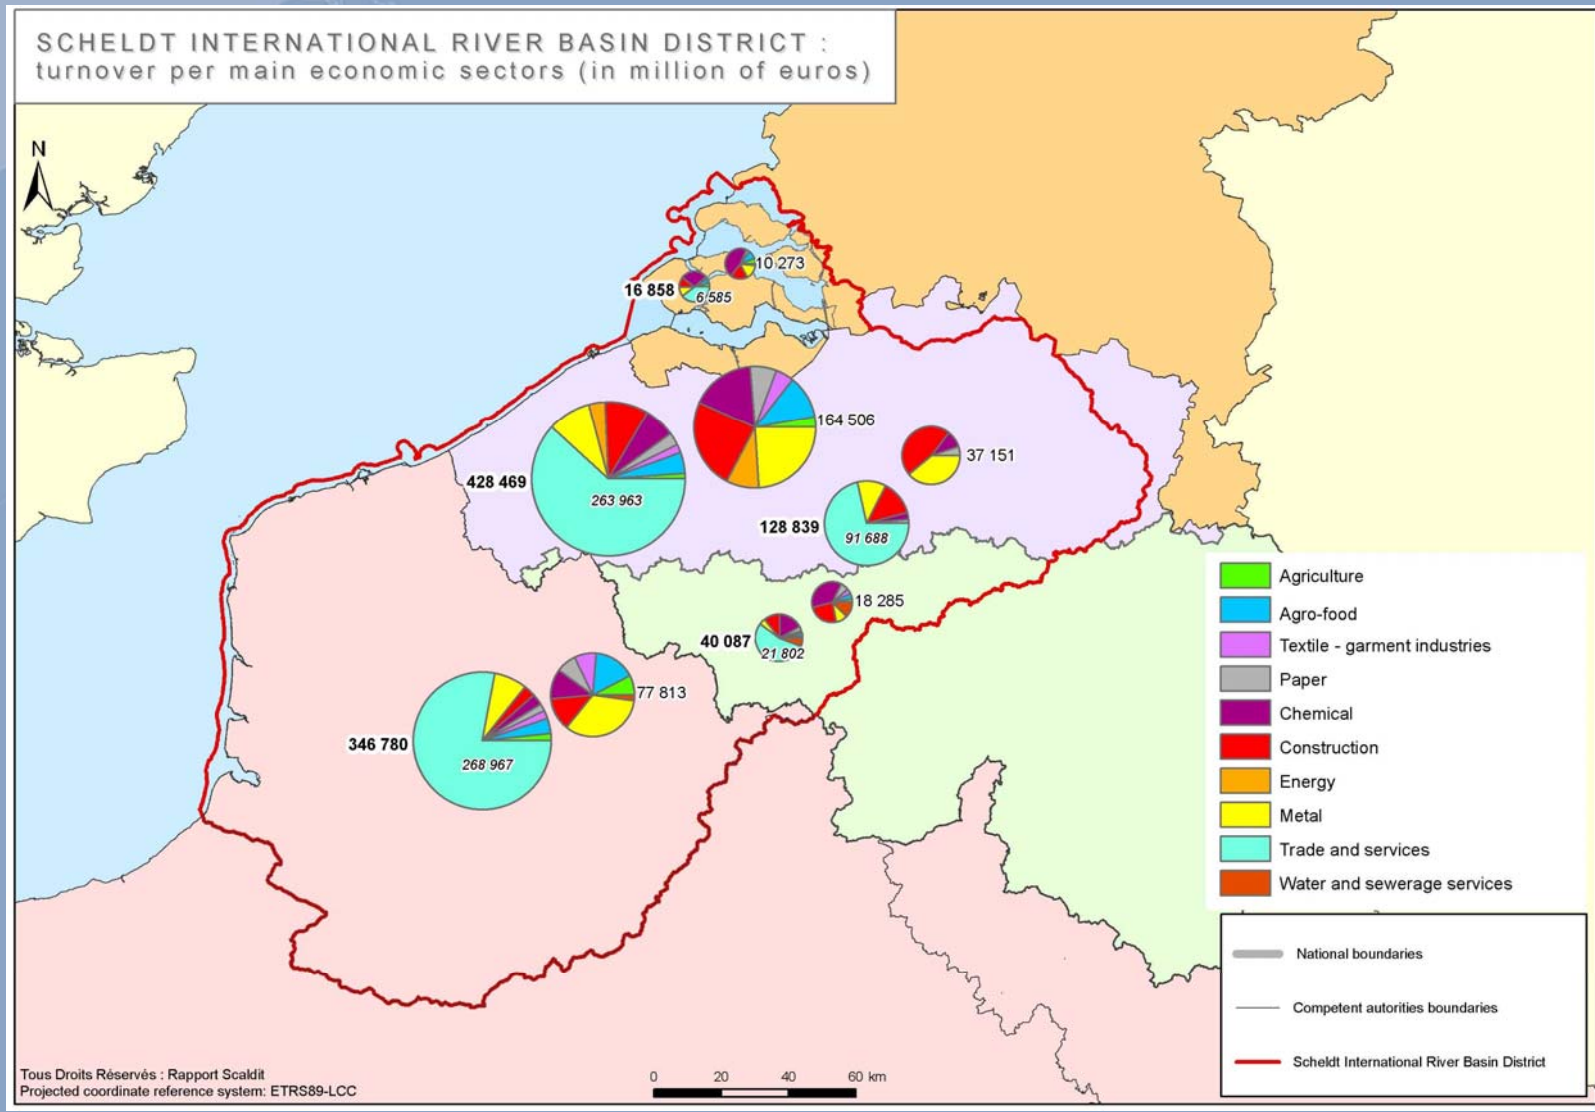 SCHELDT INTERNATIONAL RIVER BASIN DISTRICT :
turnover per main economic sectors (in million of euros)
N
10 273
16 858
6 585
164 506
428 469
263 963
37 151
128 839
91 688
18 285
40 087
21 802
77 813
346 780
268 967
Agriculture
Agro-food
Textile - garment industries
Paper
Chemical
Construction
Energy
Metal
Trade and services
Water and sewerage services
National boundaries
Competent autorities boundaries
Scheldt International River Basin District
Tous Droits Réservés : Rapport Scaldit
Projected coordinate reference system: ETRS89-LCC
0 20 40 60 km